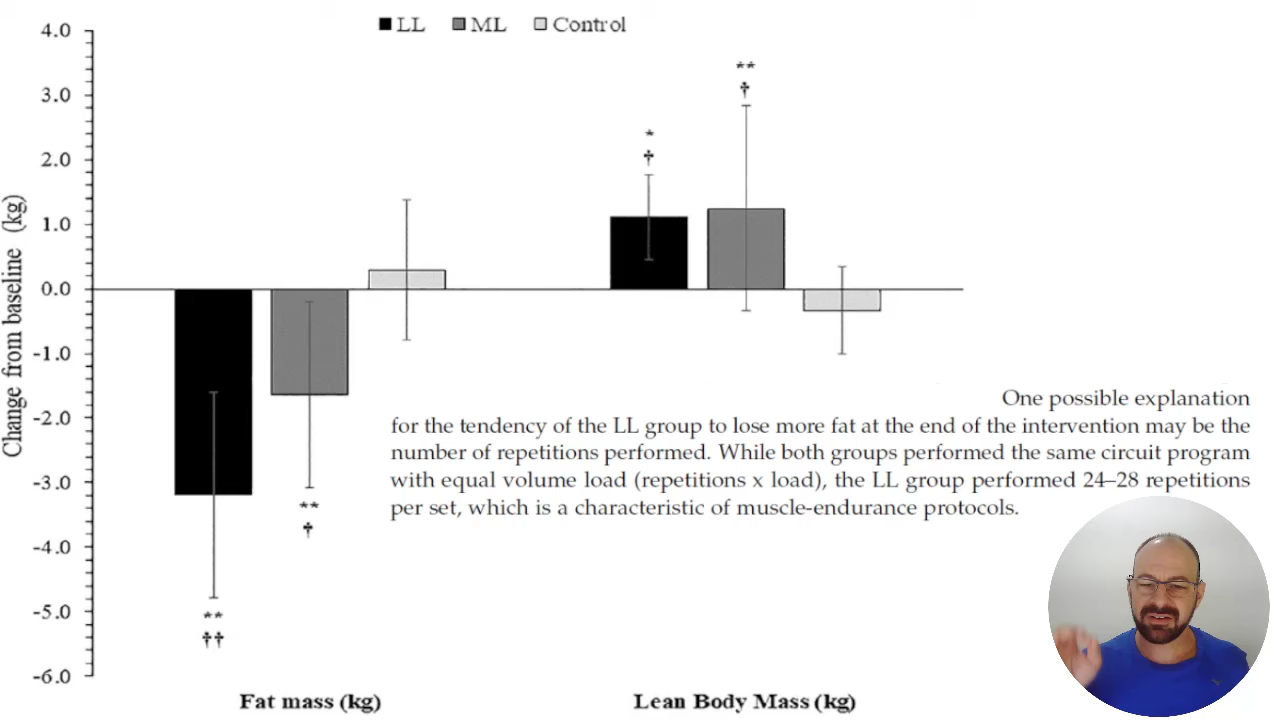 LL ML Control
4.0
3.0
2.0
1.0
0.0
-1.0
-2.0
-3.0
-4.0
-5.0
-6.0
Change from baseline (kg)
**
††
**
†
*
†
**
†
One possible explanation
for the tendency of the LL group to lose more fat at the end of the intervention may be the
number of repetitions performed. While both groups performed the same circuit program
with equal volume load (repetitions x load), the LL group performed 24–28 repetitions
per set, which is a characteristic of muscle-endurance protocols.
Fat mass (kg) Lean Body Mass (kg)